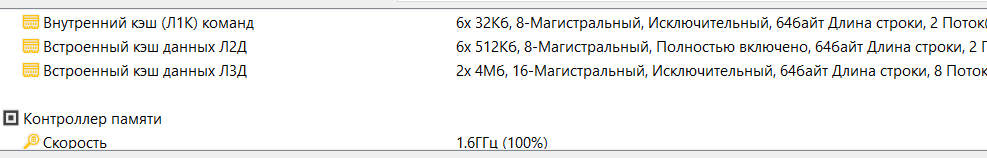 Внутренний кэш (Л1К) команд 6x 32Кб, 8-Магистральный, Исключительный, 64байт Длина строки, 2 Поток(
Встроенный кэш данных Л2Д 6x 512Кб, 8-Магистральный, Полностью включено, 64байт Длина строки, 2 П
Встроенный кэш данных Л3Д 2x 4Мб, 16-Магистральный, Исключительный, 64байт Длина строки, 8 Поток
Контроллер памяти
Скорость 1.6ГГц (100%)